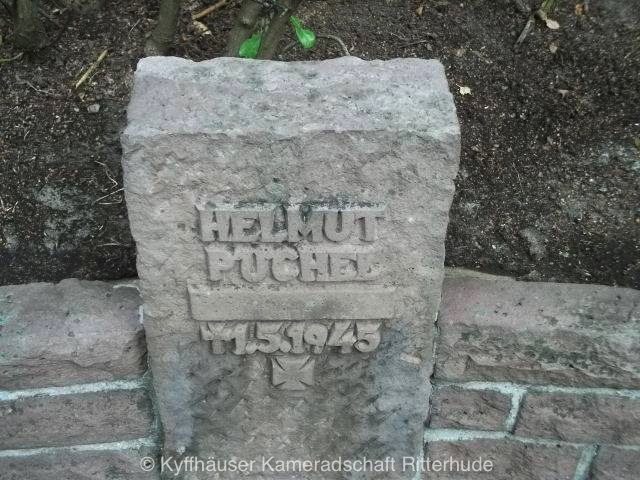 HELMUT
PÜCHEL
†1.5.1945
© Kyffhäuser Kameradschaft Ritterhude